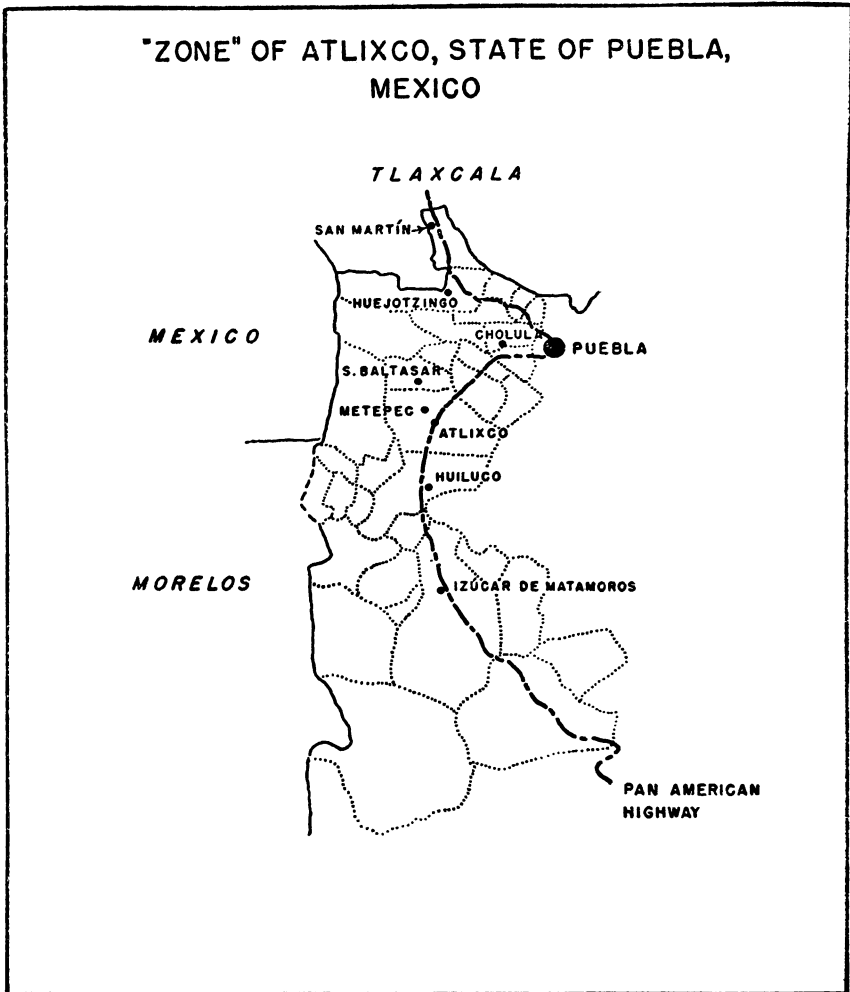 "ZONE" OF ATLIXCO, STATE OF PUEBLA,
MEXICO
TLAXCALA
SAN MARTÍN
HUEJOTZINGO
MEXICO
CHOLULA
PUEBLA
S. BALTASAR
METEPEC
ATLIXCO
HUILUCO
MORELOS
IZÚCAR DE MATAMOROS
PAN AMERICAN
HIGHWAY